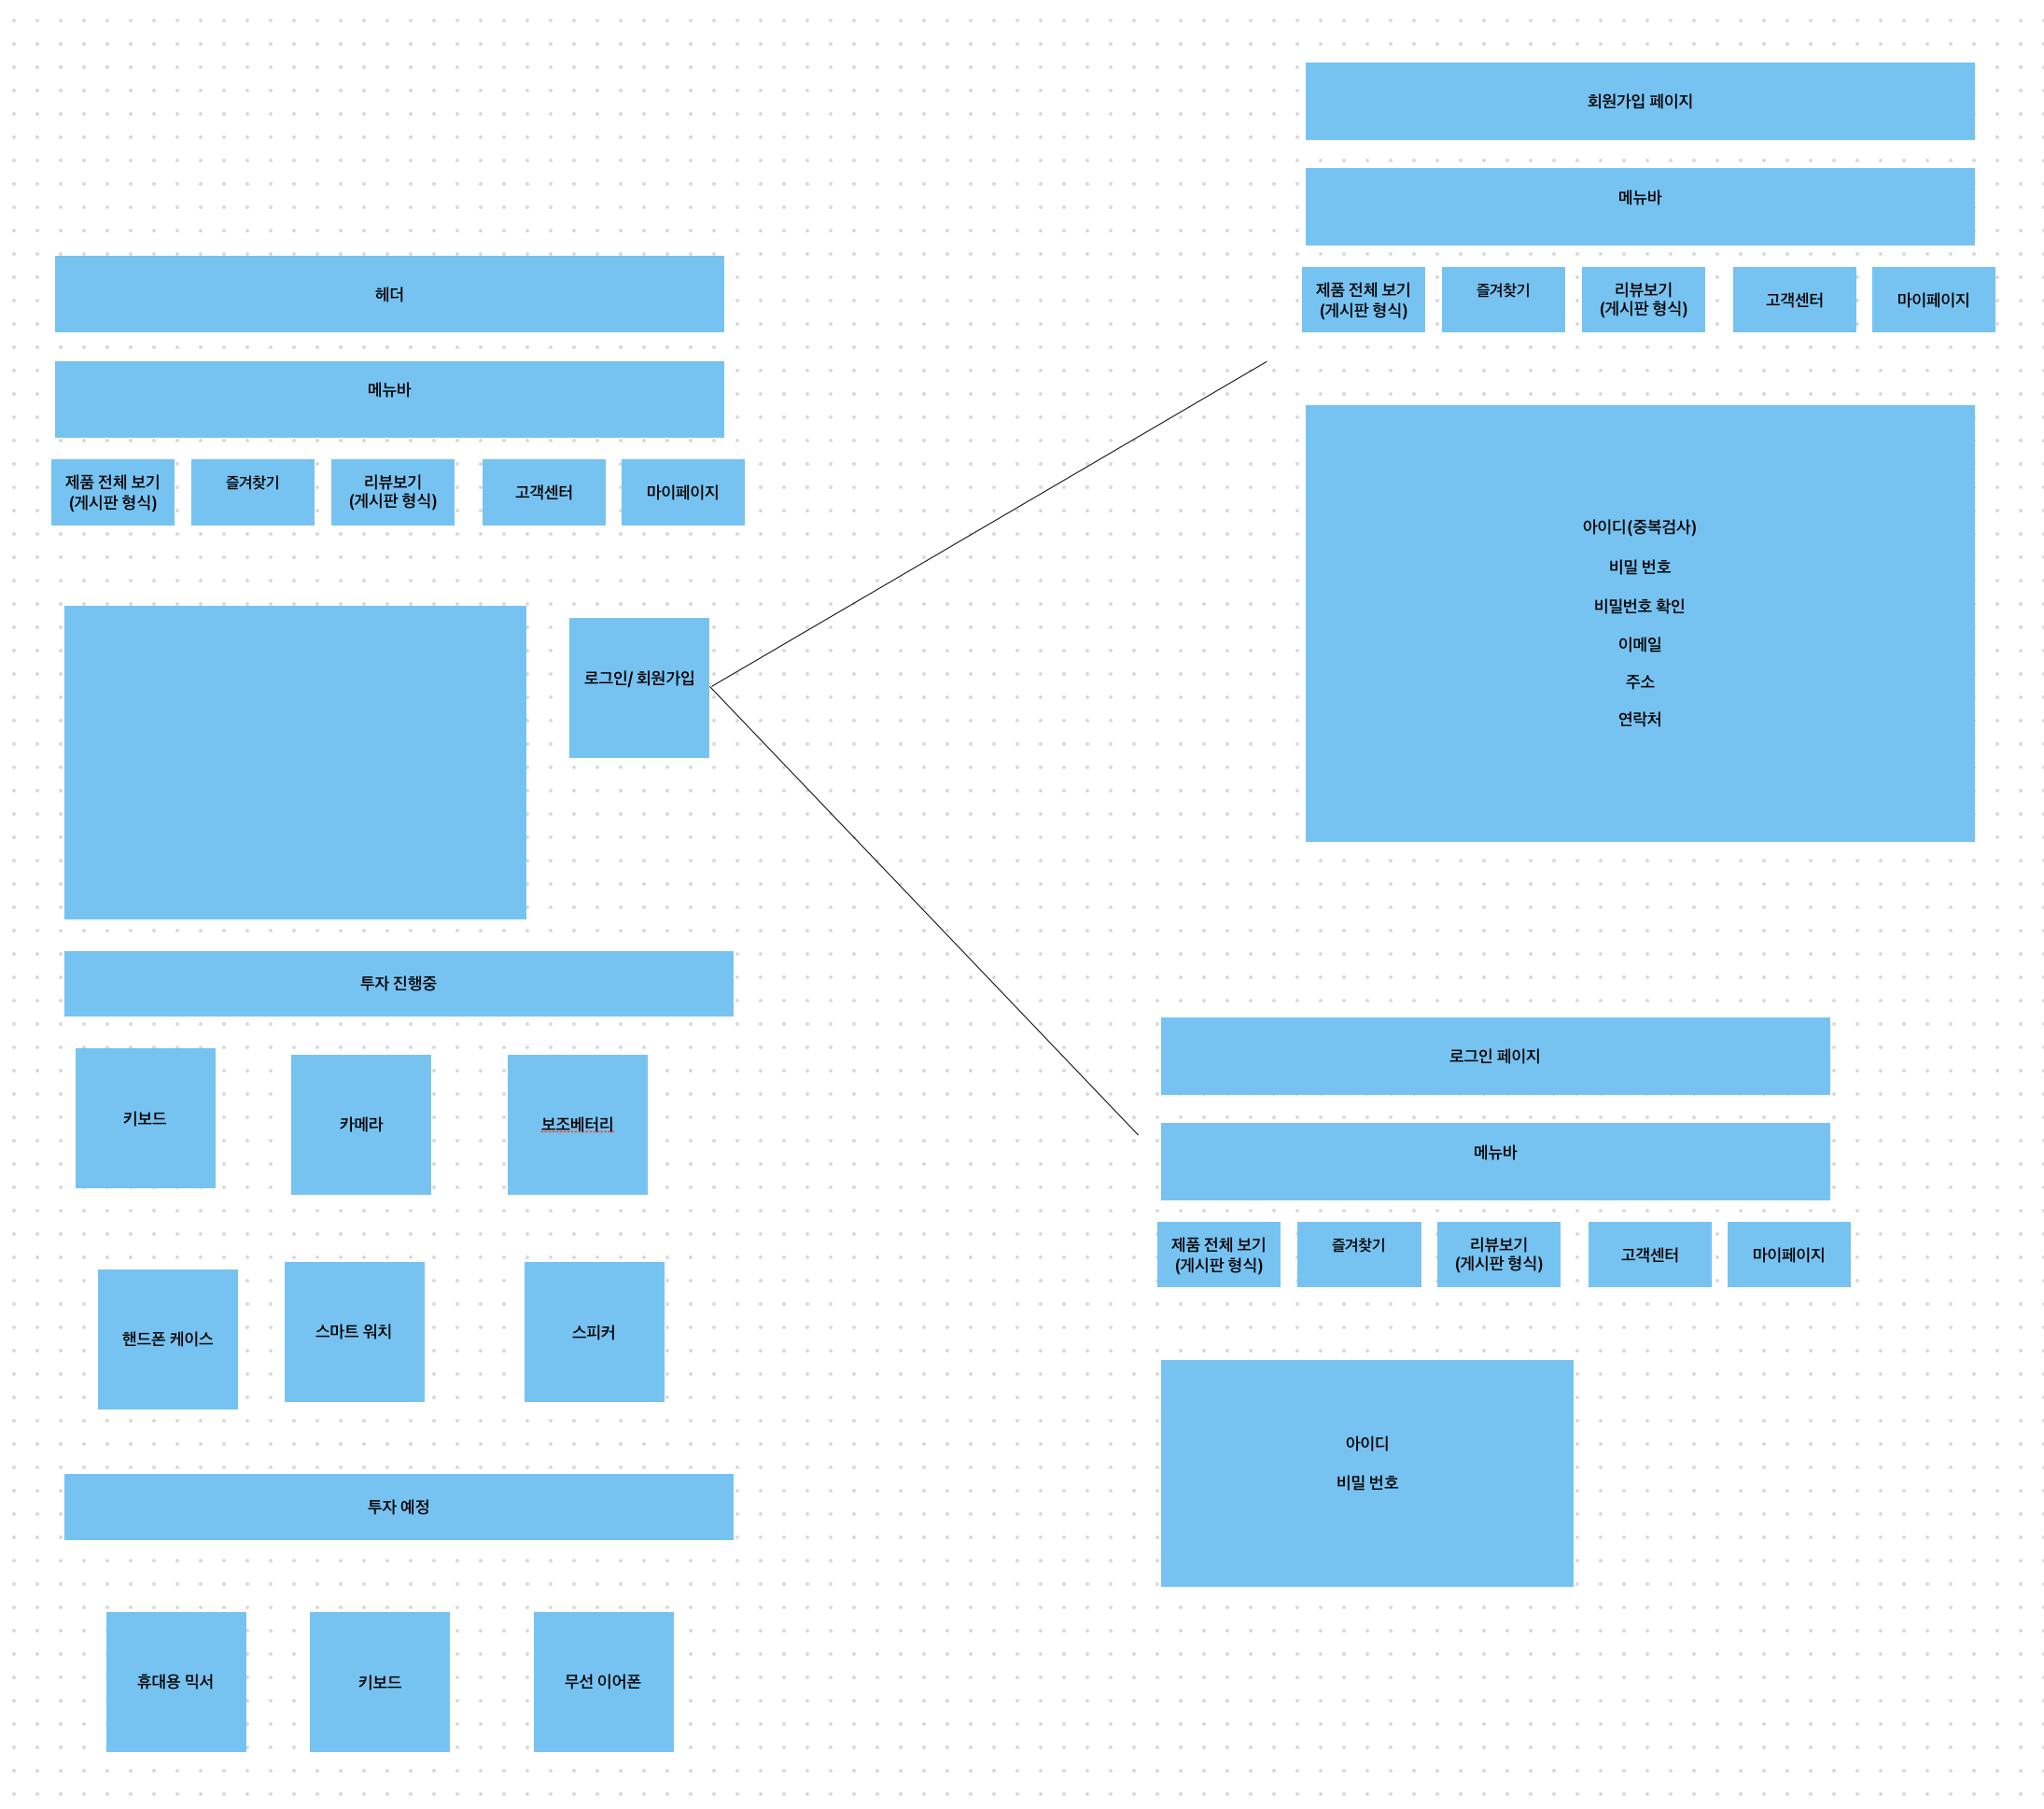 헤더
메뉴바
제품 전체 보기
(게시판 형식)
즐겨찾기
리뷰보기
(게시판 형식)
고객센터
마이페이지
로그인/ 회원가입
투자 진행중
키보드
카메라
보조베터리
핸드폰 케이스
스마트 워치
스피커
투자 예정
휴대용 믹서
키보드
무선 이어폰
회원가입 페이지
메뉴바
제품 전체 보기
(게시판 형식)
즐겨찾기
리뷰보기
(게시판 형식)
고객센터
마이페이지
아이디(중복검사)
비밀 번호
비밀번호 확인
이메일
주소
연락처
로그인 페이지
메뉴바
제품 전체 보기
(게시판 형식)
즐겨찾기
리뷰보기
(게시판 형식)
고객센터
마이페이지
아이디
비밀 번호